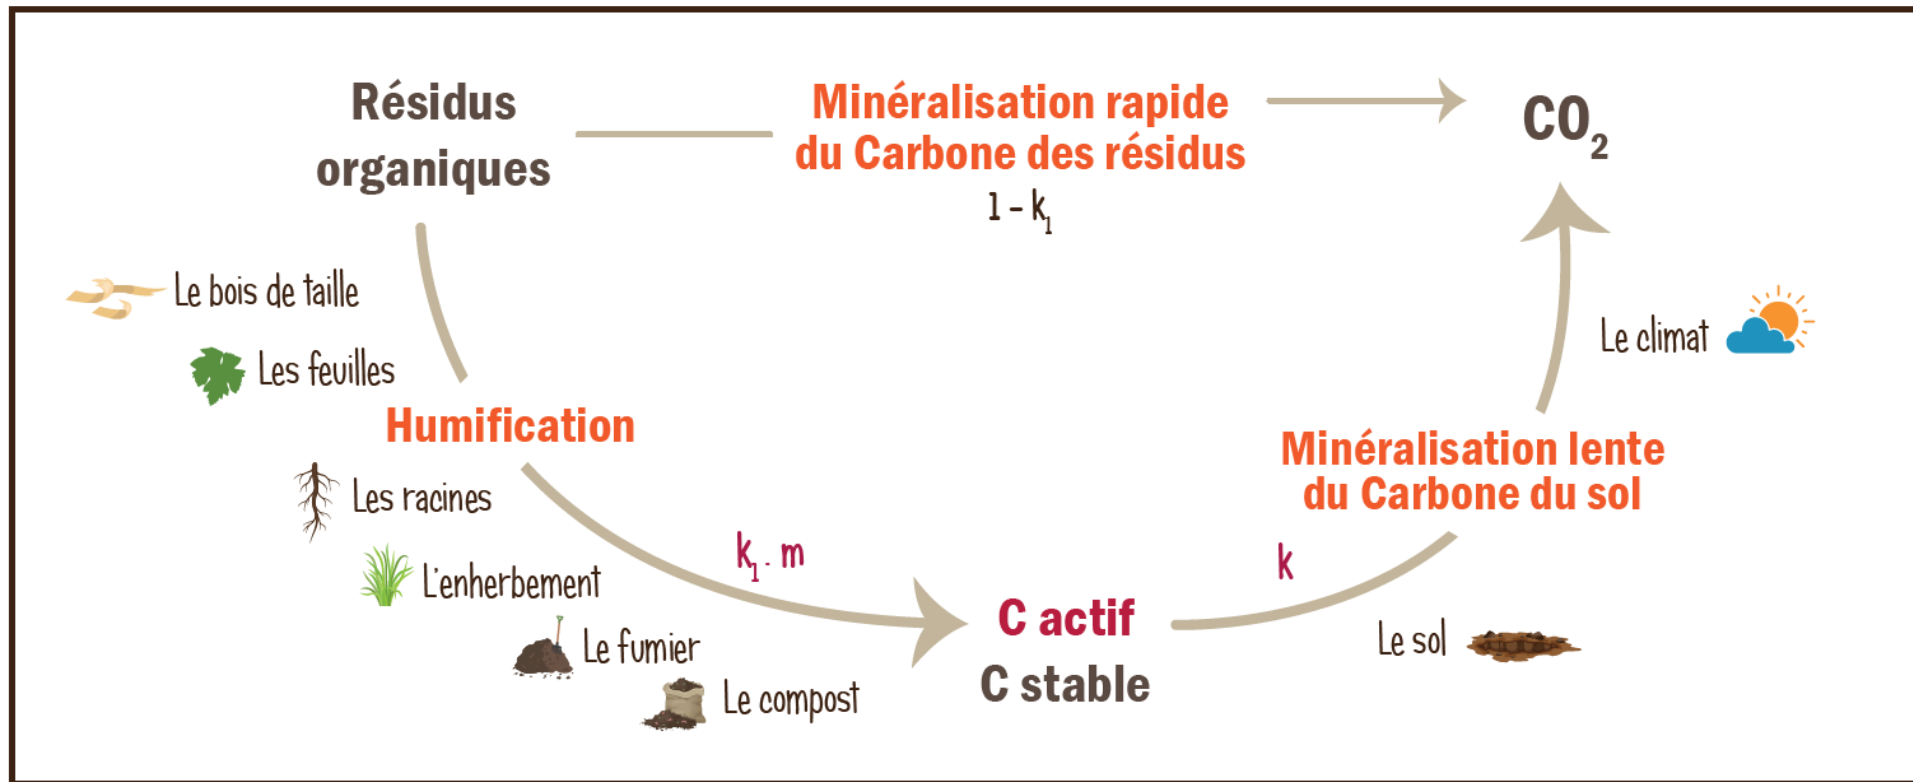 Résidus
organiques
Minéralisation rapide
du Carbone des résidus
1 - k₁
CO₂
Le bois de taille
Les feuilles
Humification
Les racines
L'enherbement
Le fumier
Le compost
k₁. m
C actif
C stable
k
Le sol
Minéralisation lente
du Carbone du sol
Le climat